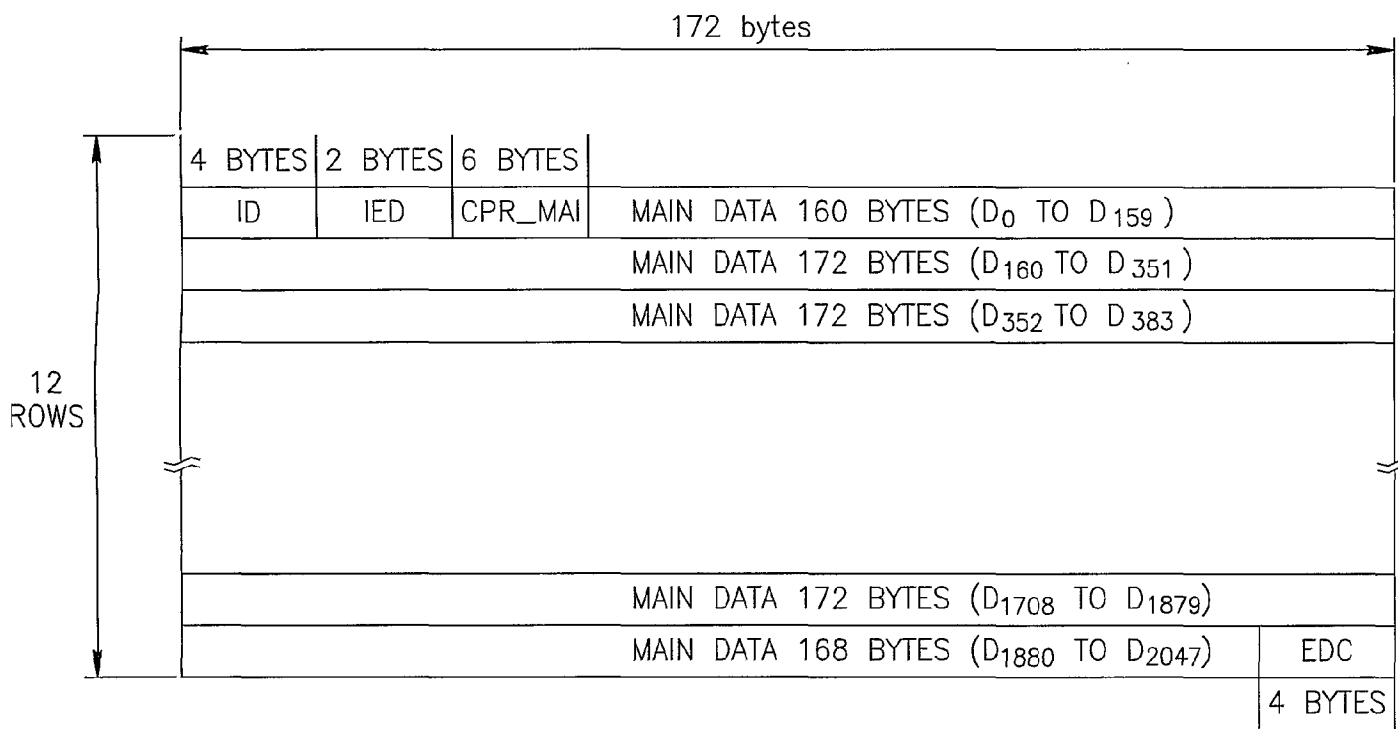 172 bytes
4 BYTES 2 BYTES 6 BYTES
ID IED CPR_MAI MAIN DATA 160 BYTES (D0 TO D159)
MAIN DATA 172 BYTES (D160 TO D351)
MAIN DATA 172 BYTES (D352 TO D383)
12
ROWS
MAIN DATA 172 BYTES (D1708 TO D1879)
MAIN DATA 168 BYTES (D1880 TO D2047) EDC
4 BYTES